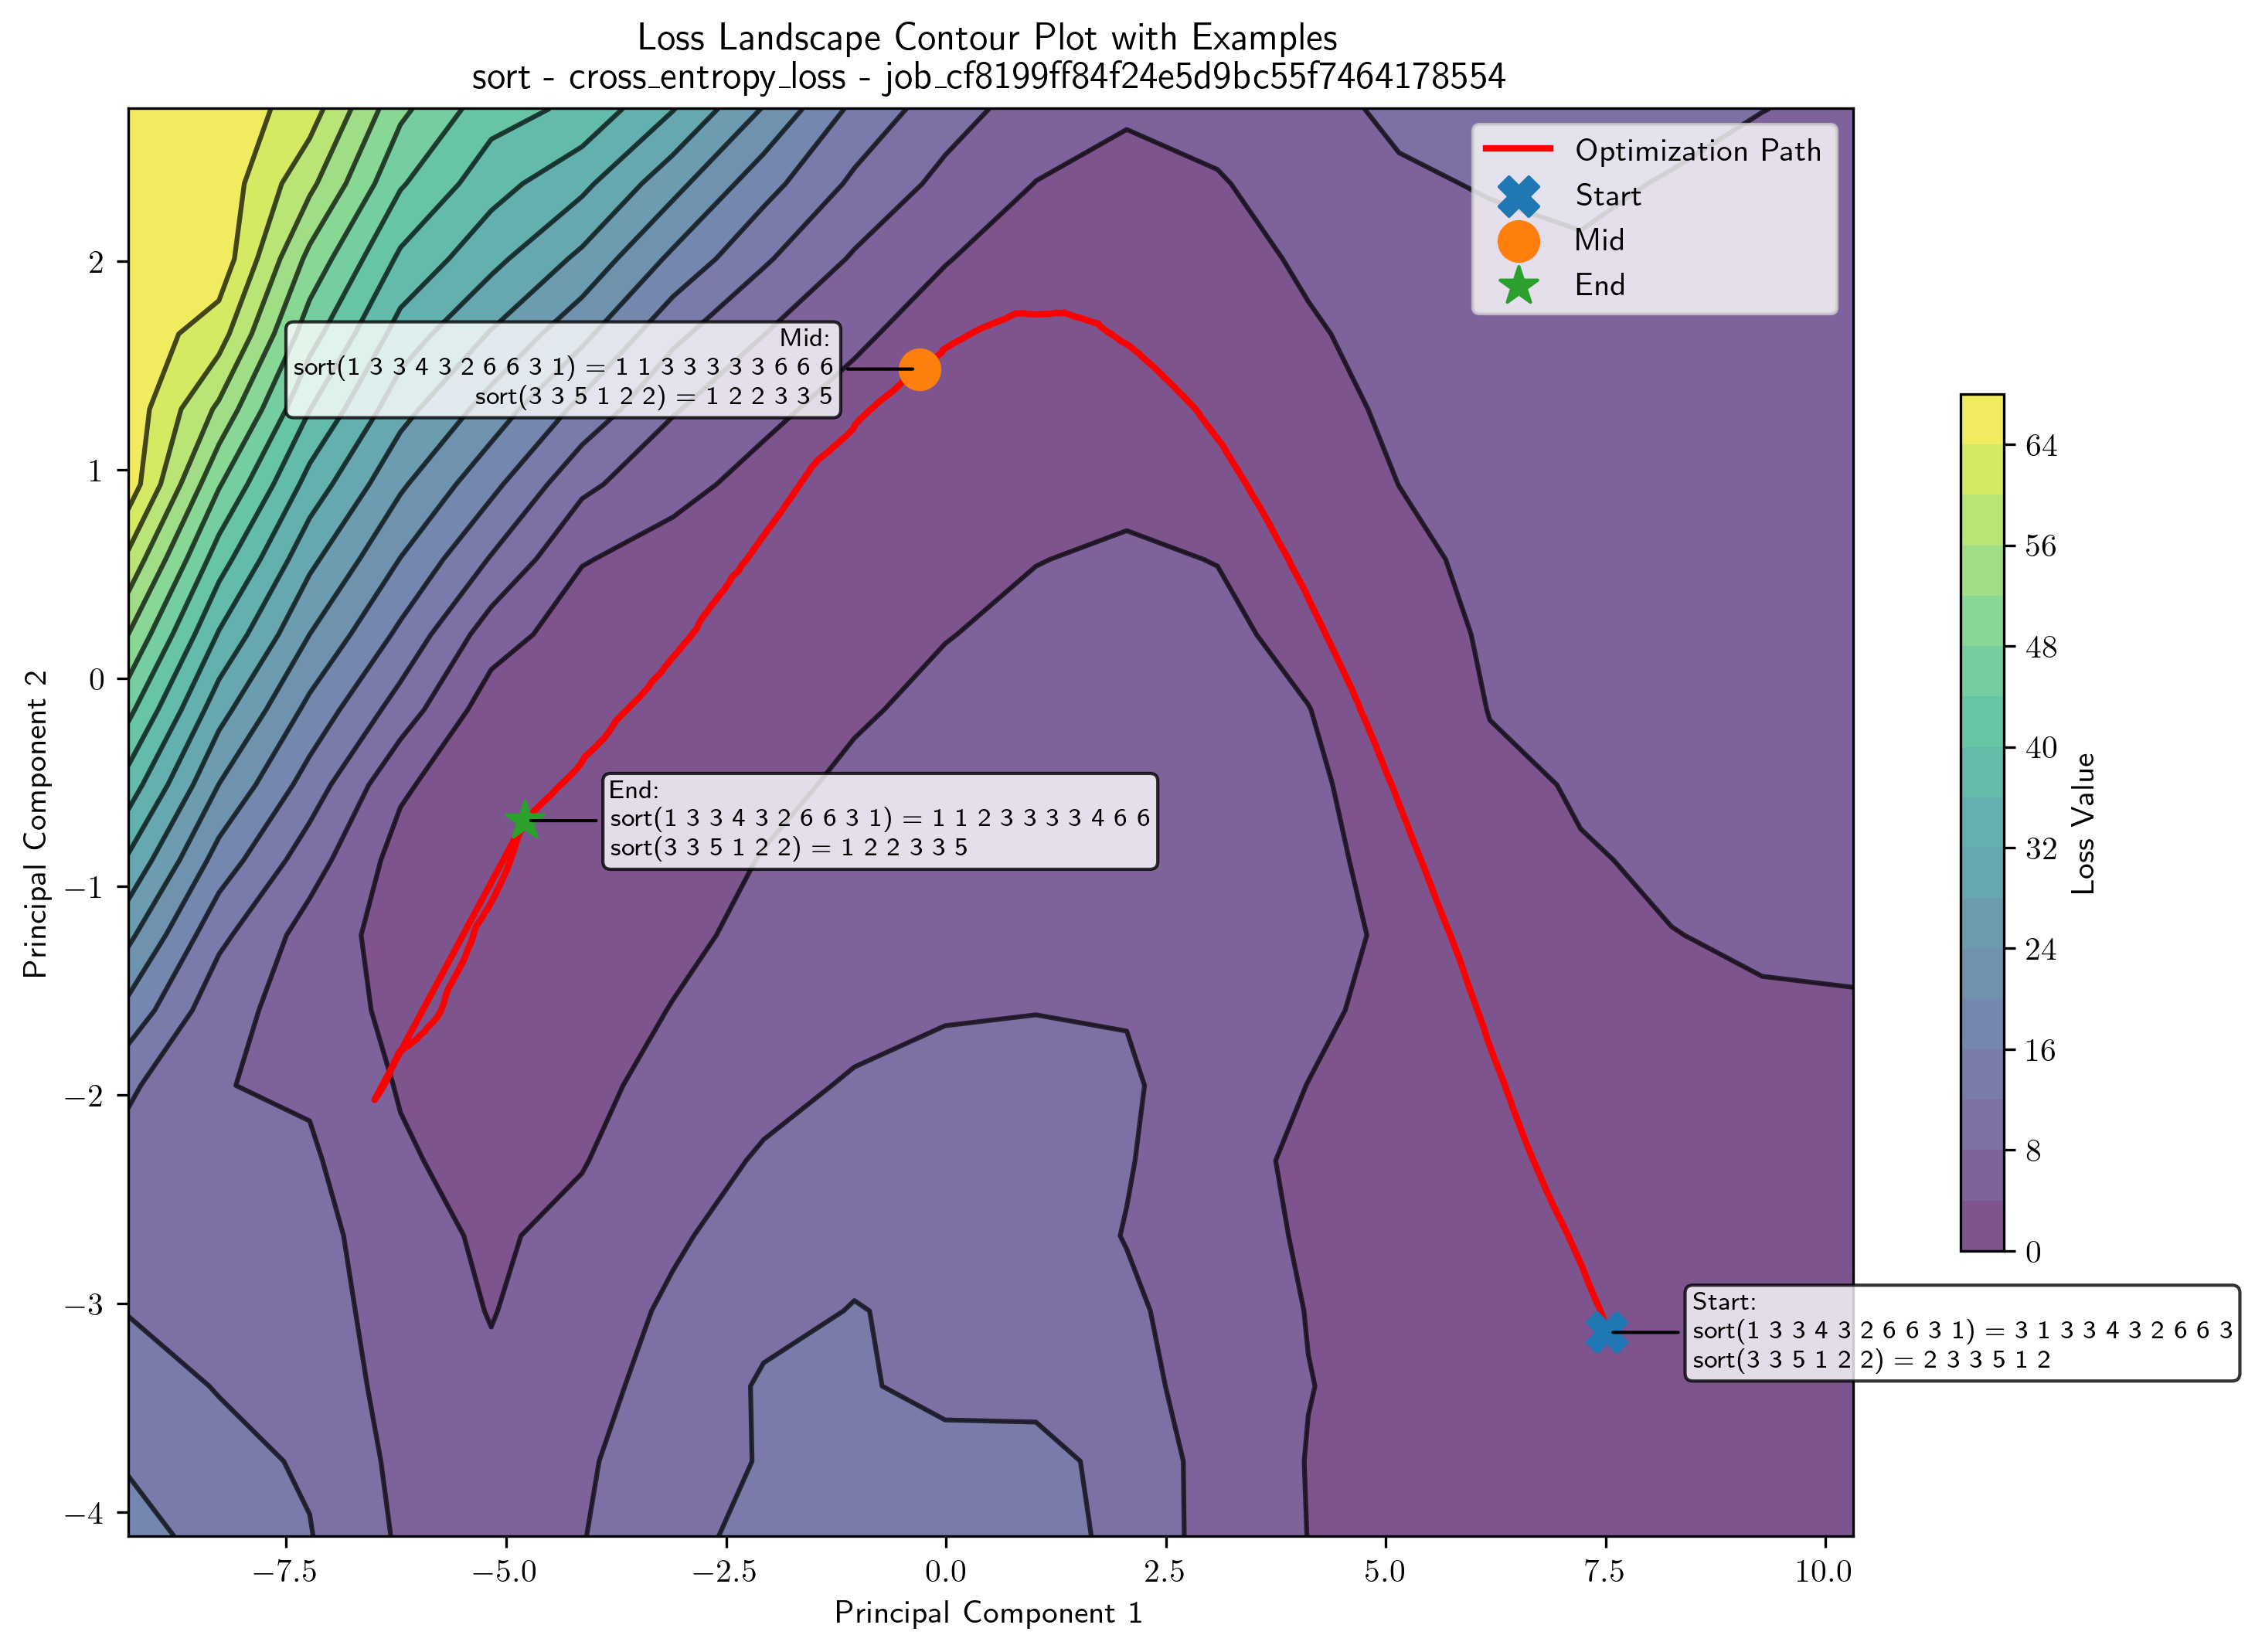 Loss Landscape Contour Plot with Examples
sort - cross_entropy_loss - job_cf8199ff84f24e5d9bc55f7464178554
Optimization Path
Start
Mid
End
Mid:
sort(1 3 3 4 3 2 6 6 3 1) = 1 1 3 3 3 3 3 6 6 6
sort(3 3 5 1 2 2) = 1 2 2 3 3 5
End:
sort(1 3 3 4 3 2 6 6 3 1) = 1 1 2 3 3 3 3 4 6 6
sort(3 3 5 1 2 2) = 1 2 2 3 3 5
Start:
sort(1 3 3 4 3 2 6 6 3 1) = 3 1 3 3 4 3 2 6 6 3
sort(3 3 5 1 2 2) = 2 3 3 5 1 2
Principal Component 2
2
1
0
−1
−2
−3
−4
−7.5
−5.0
−2.5
0.0
2.5
5.0
7.5
10.0
Principal Component 1
64
56
48
40
32
24
16
8
0
Loss Value